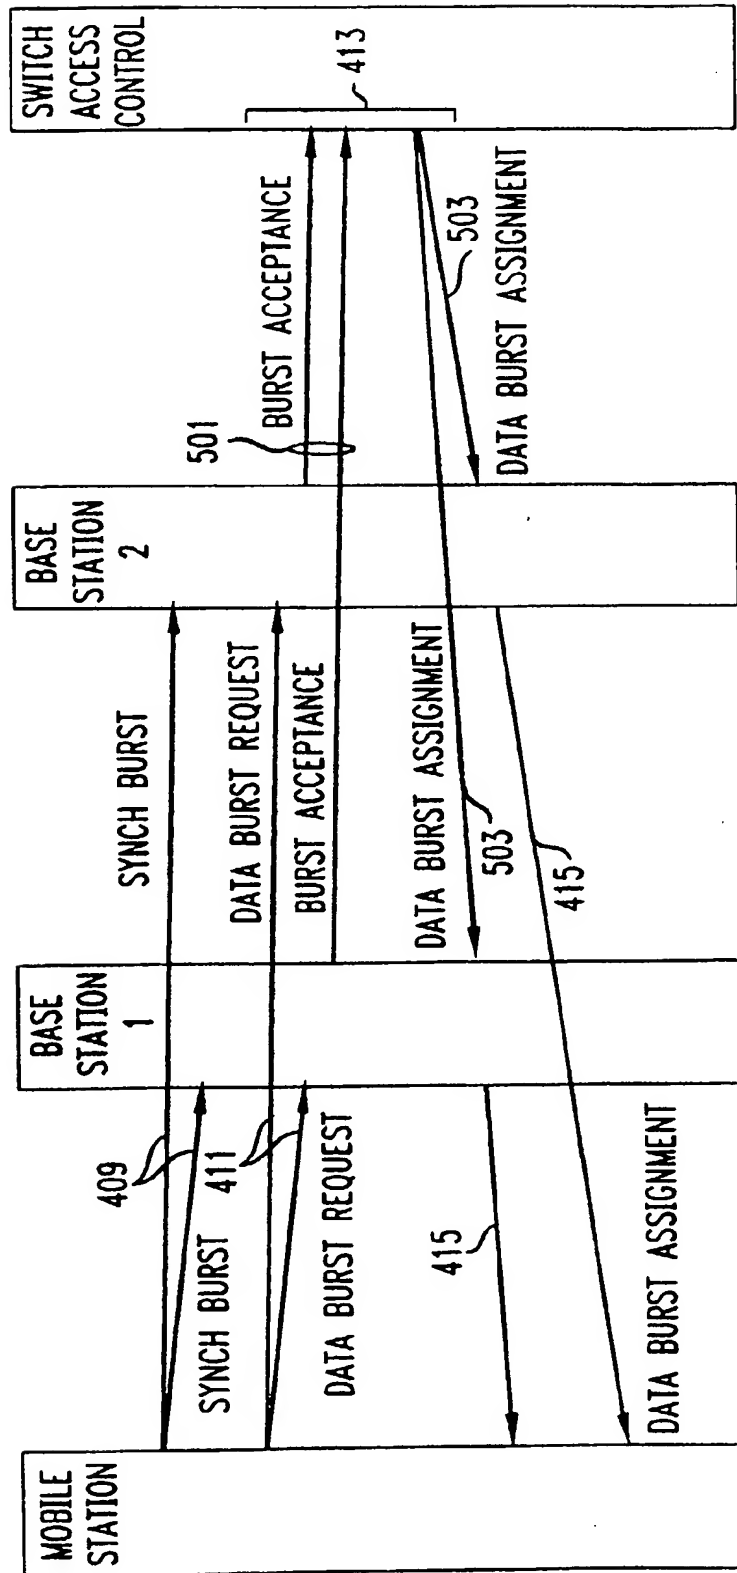 MOBILE
STATION
BASE
STATION
1
BASE
STATION
2
SWITCH
ACCESS
CONTROL
409
SYNCH BURST
SYNCH BURST
411
DATA BURST REQUEST
DATA BURST REQUEST
BURST ACCEPTANCE
501
BURST ACCEPTANCE
413
DATA BURST ASSIGNMENT
503
503
DATA BURST ASSIGNMENT
415
415
DATA BURST ASSIGNMENT